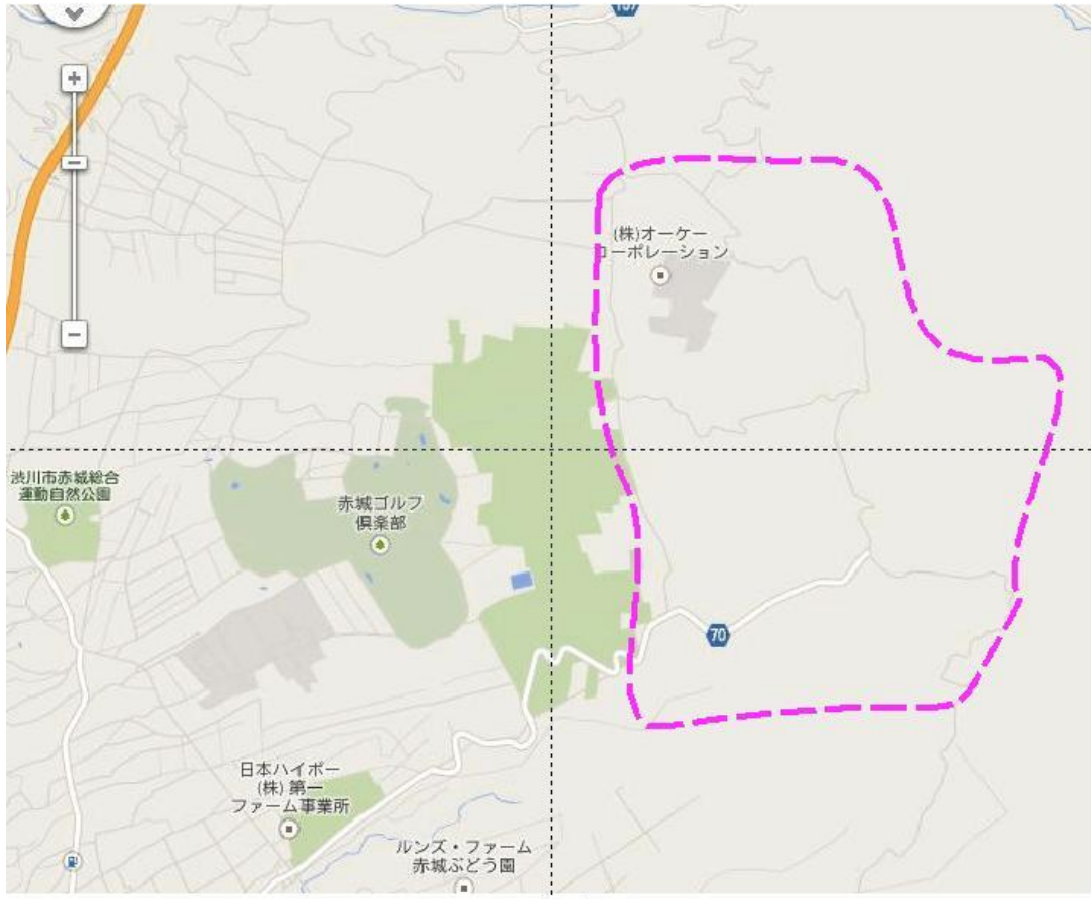 (株)オーケー
コーポレーション
渋川市赤城総合
運動自然公園
赤城ゴルフ
倶楽部
70
日本ハイポー
(株) 第一
ファーム事業所
ルンズ・ファーム
赤城ぶどう園